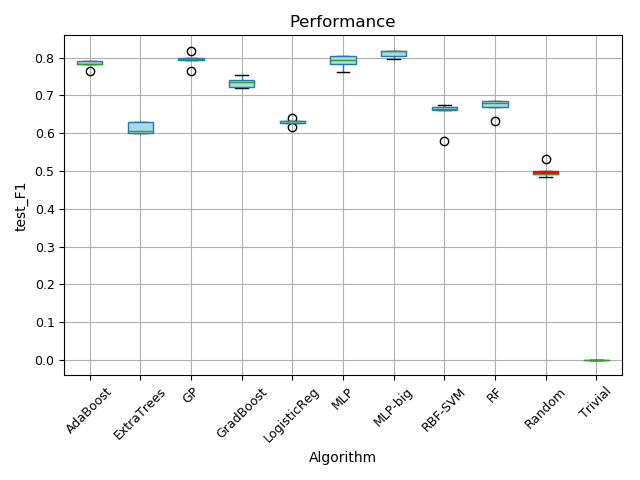 Performance
test_F1
0.8
0.7
0.6
0.5
0.4
0.3
0.2
0.1
0.0
AdaBoost
ExtraTrees
GP
GradBoost
LogisticReg
MLP
MLP-big
RBF-SVM
RF
Random
Trivial
Algorithm